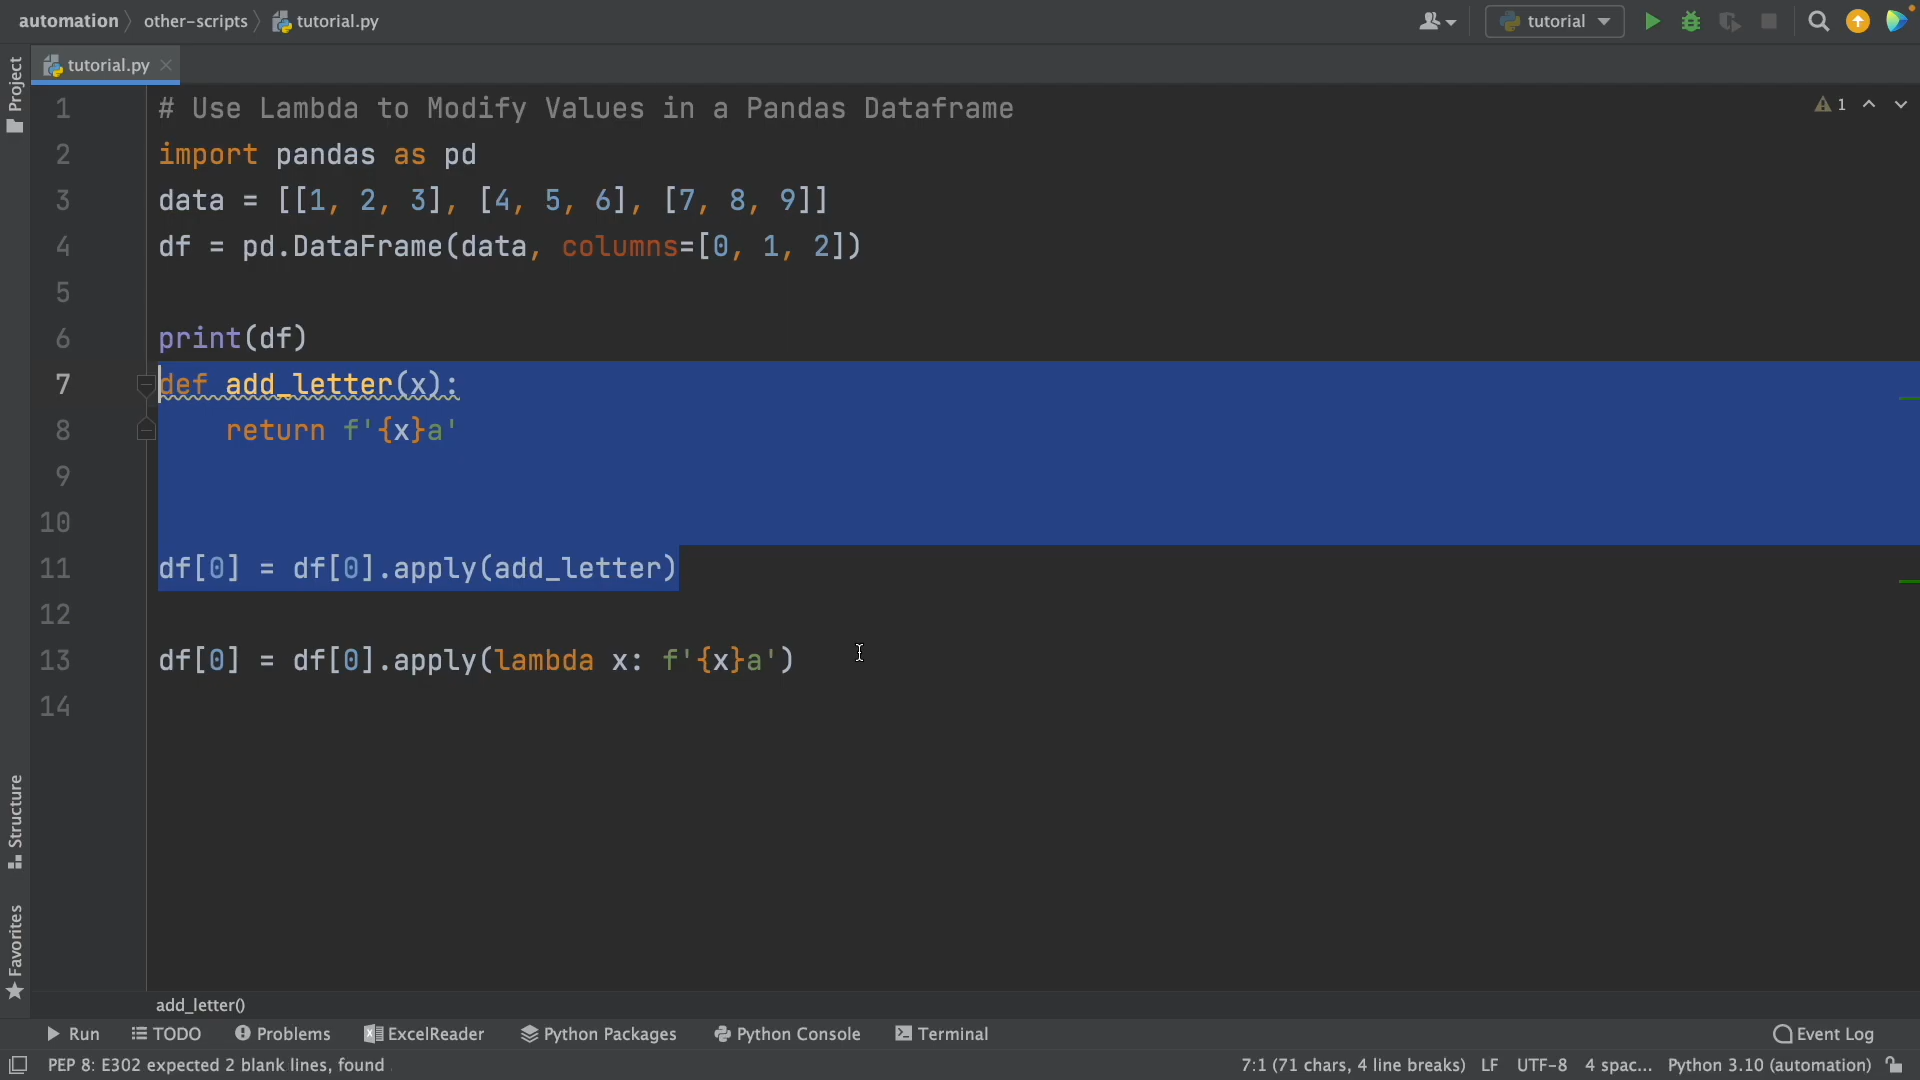 automation other-scripts tutorial.py tutorial
tutorial.py
Project
1 # Use Lambda to Modify Values in a Pandas Dataframe 1
2 import pandas as pd
3 data = [[1, 2, 3], [4, 5, 6], [7, 8, 9]]
4 df = pd.DataFrame(data, columns=[0, 1, 2])
5
6 print(df)
7 def add_letter(x):
8     return f'{x}a'
9
10
11 df[0] = df[0].apply(add_letter)
12
13 df[0] = df[0].apply(lambda x: f'{x}a')
14
Structure
Favorites
add_letter()
Run TODO Problems ExcelReader Python Packages Python Console Terminal Event Log
PEP 8: E302 expected 2 blank lines, found 7:1 (71 chars, 4 line breaks) LF UTF-8 4 spac... Python 3.10 (automation)